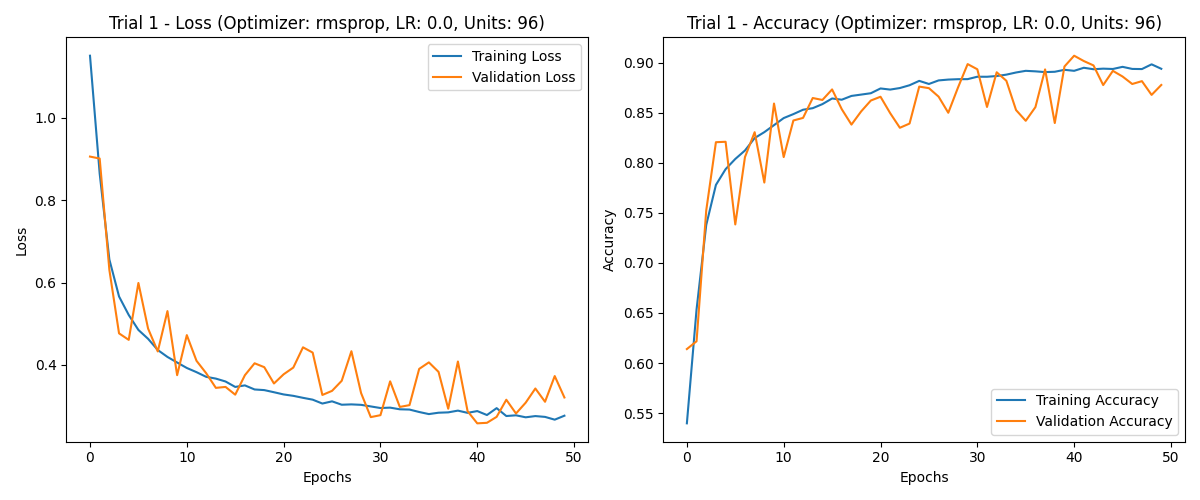 Trial 1 - Loss (Optimizer: rmsprop, LR: 0.0, Units: 96)
Training Loss
Validation Loss
1.0
0.8
0.6
0.4
Loss
0 10 20 30 40 50
Epochs
Trial 1 - Accuracy (Optimizer: rmsprop, LR: 0.0, Units: 96)
0.90
0.85
0.80
0.75
0.70
0.65
0.60
0.55
Accuracy
Training Accuracy
Validation Accuracy
0 10 20 30 40 50
Epochs